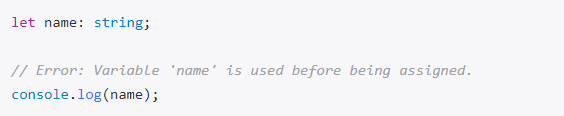 let name: string;
// Error: Variable 'name' is used before being assigned.
console.log(name);